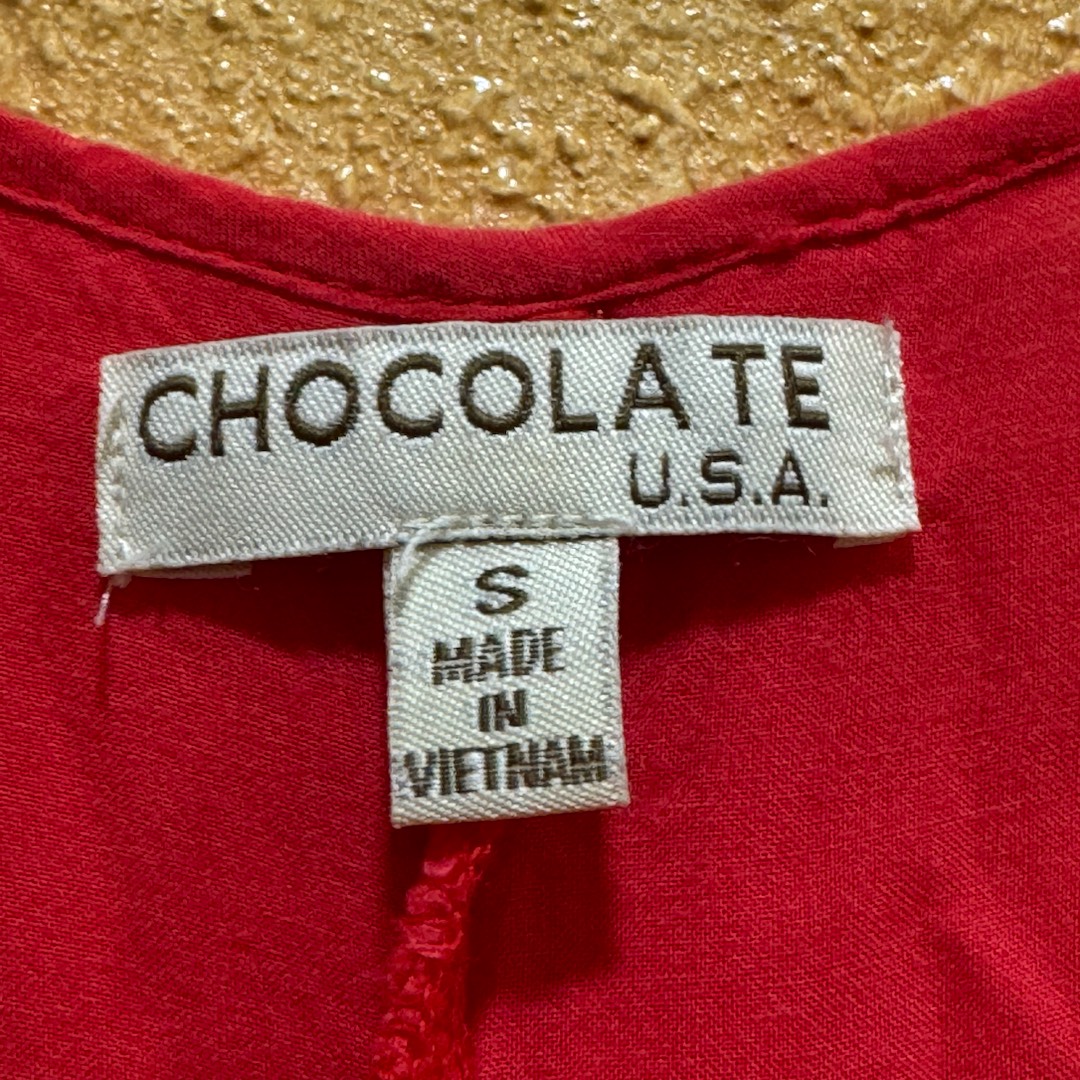 CHOCOLATE
U.S.A.
S
MADE
IN
VIETNAM